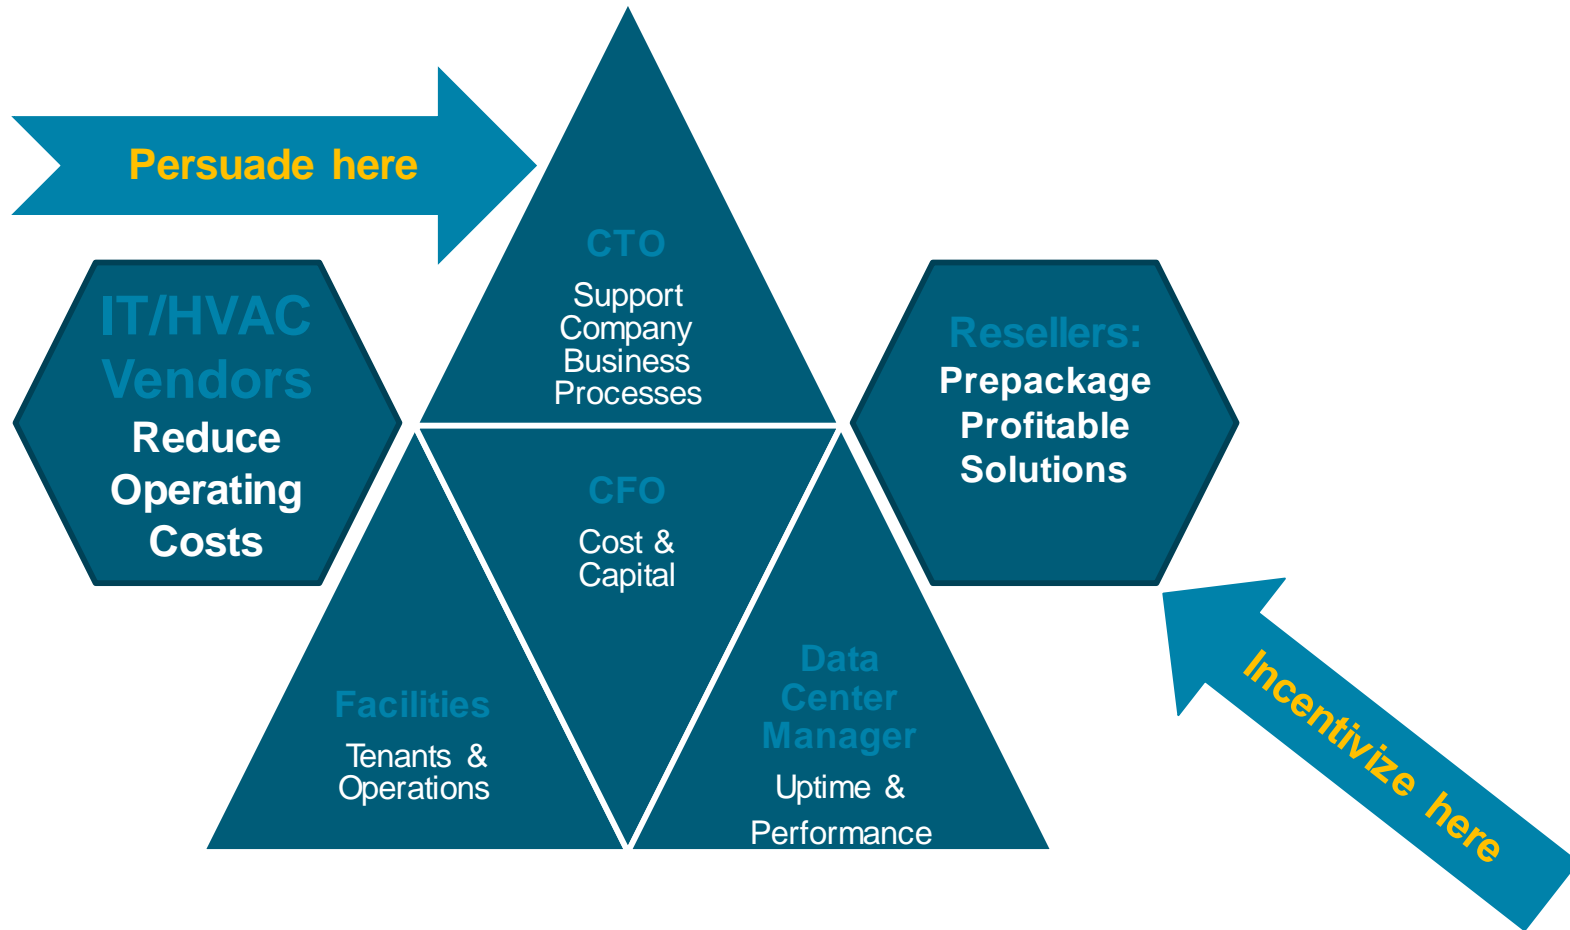 Persuade here
CTO
Support
Company
Business
Processes
IT/HVAC
Vendors
Reduce
Operating
Costs
Resellers:
Prepackage
Profitable
Solutions
CFO
Cost &
Capital
Facilities
Tenants &
Operations
Data
Center
Manager
Uptime &
Performance
Incentivize here